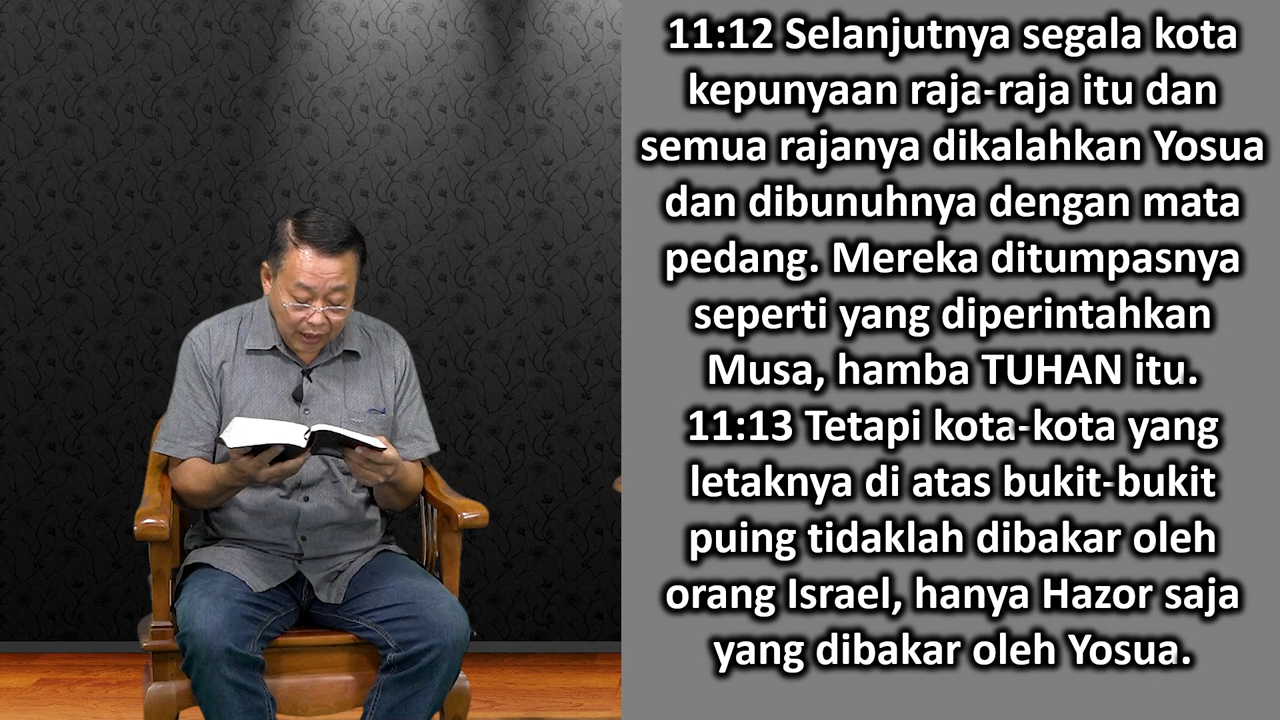 11:12 Selanjutnya segala kota
kepunyaan raja-raja itu dan
semua rajanya dikalahkan Yosua
dan dibunuhnya dengan mata
pedang. Mereka ditumpasnya
seperti yang diperintahkan
Musa, hamba TUHAN itu.
11:13 Tetapi kota-kota yang
letaknya di atas bukit-bukit
puing tidaklah dibakar oleh
orang Israel, hanya Hazor saja
yang dibakar oleh Yosua.